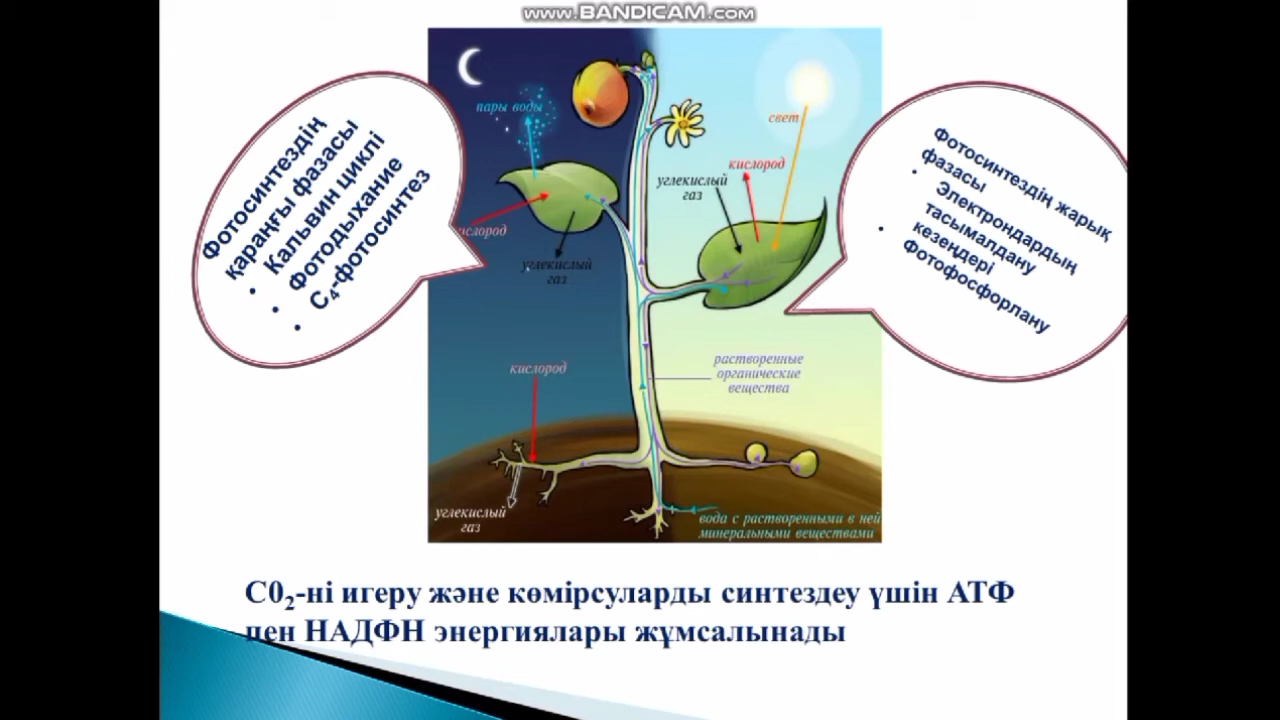 www.BANDICAM.com
Фотосинтездің
қараңғы фазасы
• Кальвин циклі
• Фотодыхание
• С₄-фотосинтез
пары воды
кислород
углекислый
газ
кислород
углекислый
газ
свет
кислород
углекислый
газ
растворенные
органические
вещества
вода с растворенными в ней
минеральными веществами
Фотосинтездің жарық
фазасы
• Электрондардың
тасымалдану
кезеңдері
• Фотофосфорлану
С0₂-ні игеру және көмірсуларды синтездеу үшін АТФ
пен НАДФН энергиялары жұмсалынады